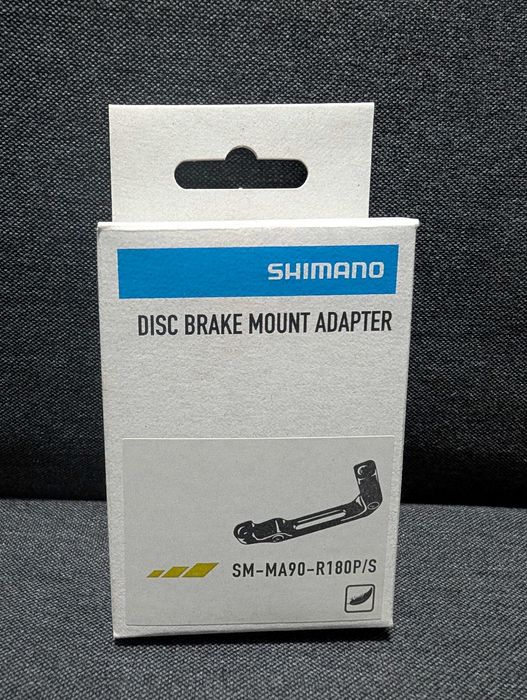 SHIMANO
DISC BRAKE MOUNT ADAPTER
SM-MA90-R180P/S